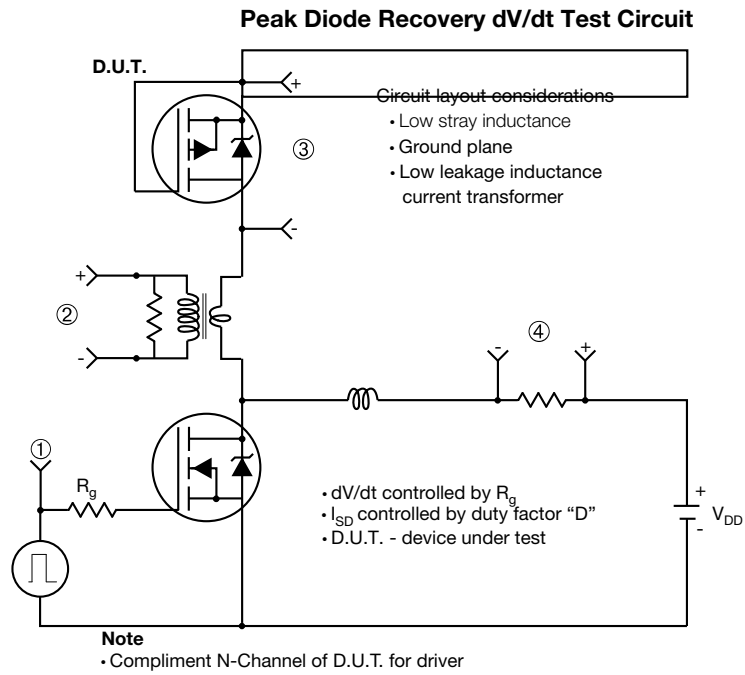 Peak Diode Recovery dV/dt Test Circuit
D.U.T.
+
Circuit layout considerations
• Low stray inductance
③
• Ground plane
• Low leakage inductance
current transformer
-
+
②
-
④
-
+
①
Rg
• dV/dt controlled by Rg
• ISD controlled by duty factor “D”
• D.U.T. - device under test
+
VDD
-
Note
• Compliment N-Channel of D.U.T. for driver